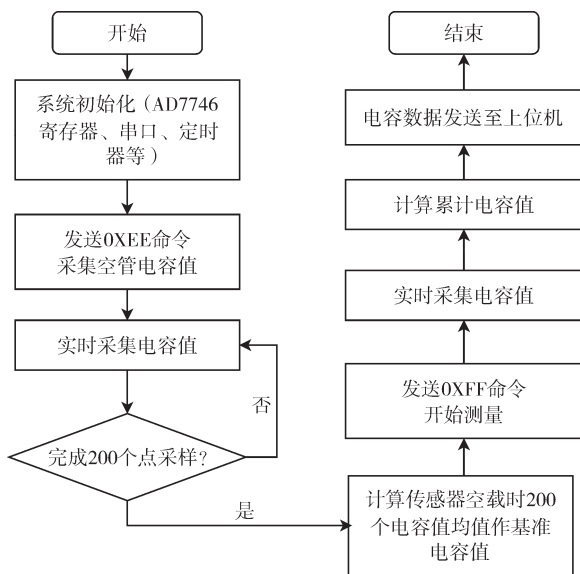 开始
系统初始化（AD7746
寄存器、串口、定时
器等）
发送0XEE命令
采集空管电容值
实时采集电容值
否
完成200个点采样?
是
计算传感器空载时200
个电容值均值作基准
电容值
发送0XFF命令
开始测量
实时采集电容值
计算累计电容值
电容数据发送至上位机
结束